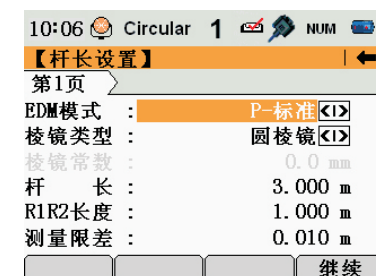 10:06 Circular 1 NUM
【杆长设置】
第1页
EDM模式 : P-标准
棱镜类型 : 圆棱镜
棱镜常数 : 0.0 mm
杆 长 : 3.000 m
R1R2长度 : 1.000 m
测量限差 : 0.010 m
继续